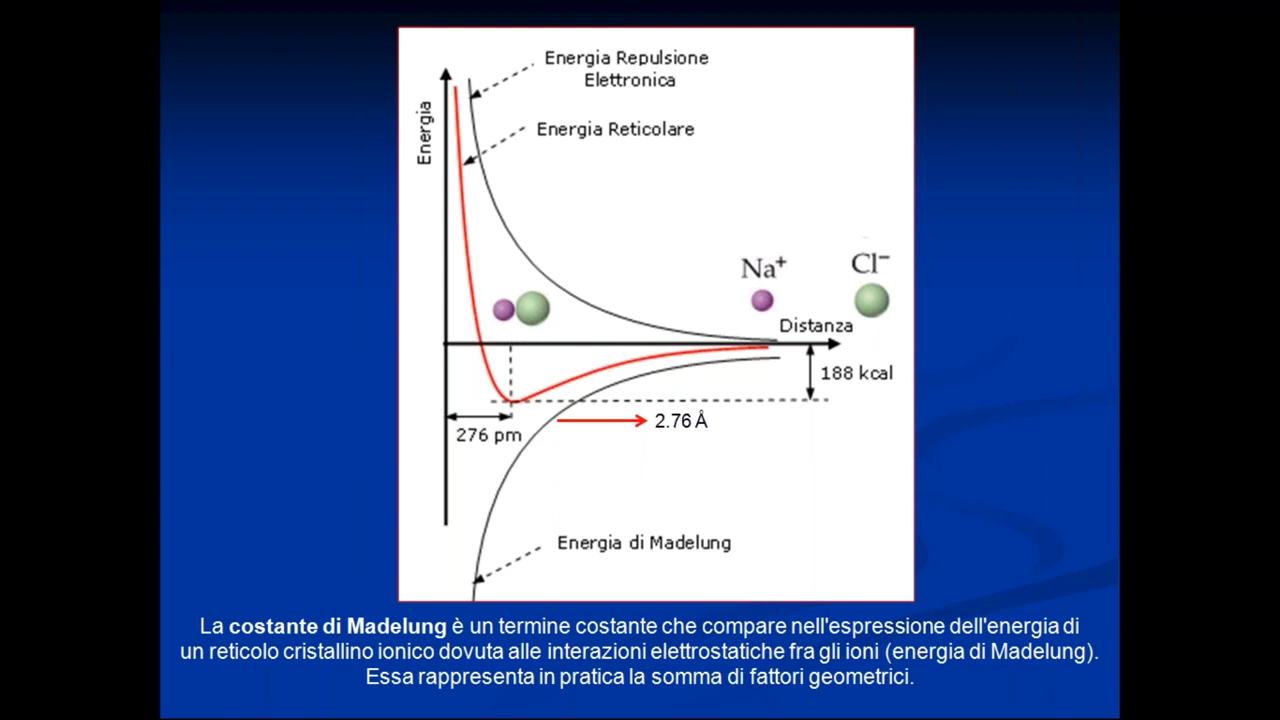 Energia Repulsione
Elettronica
Energia
Energia Reticolare
Na⁺
Cl⁻
Distanza
188 kcal
276 pm
2.76 Å
Energia di Madelung
La costante di Madelung è un termine costante che compare nell'espressione dell'energia di
un reticolo cristallino ionico dovuta alle interazioni elettrostatiche fra gli ioni (energia di Madelung).
Essa rappresenta in pratica la somma di fattori geometrici.